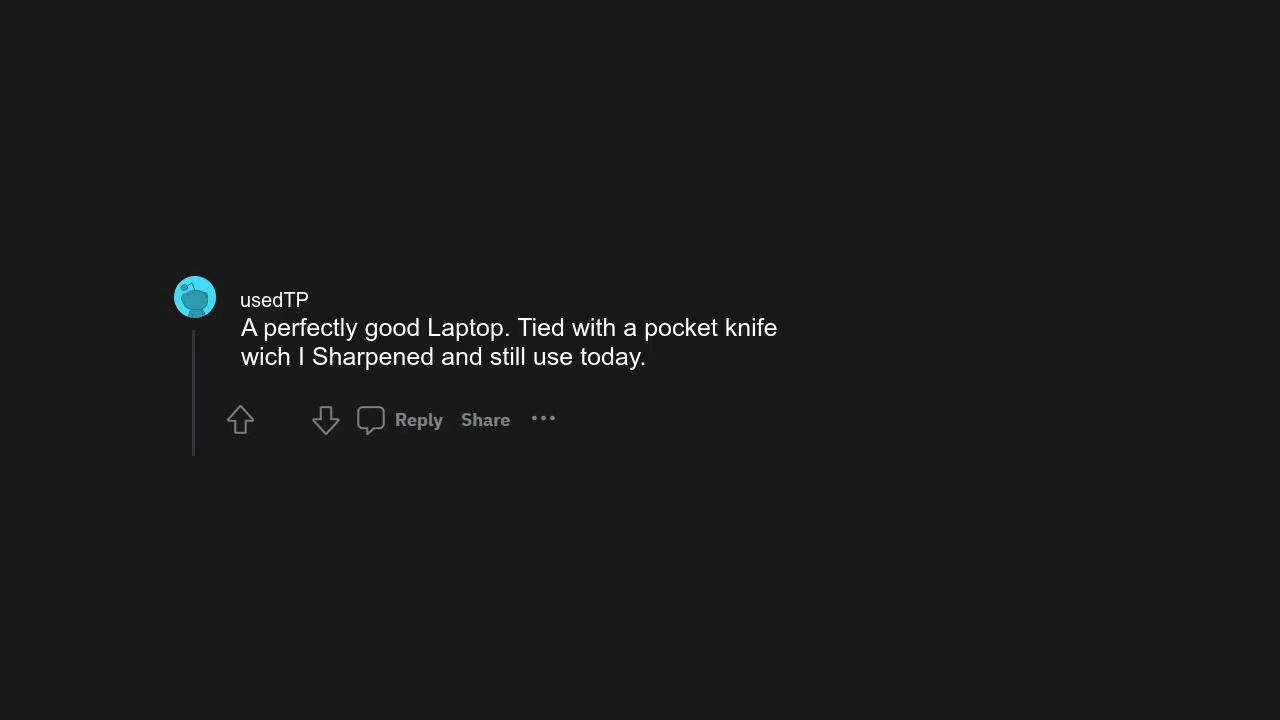 usedTP
A perfectly good Laptop. Tied with a pocket knife
wich I Sharpened and still use today.
Reply Share